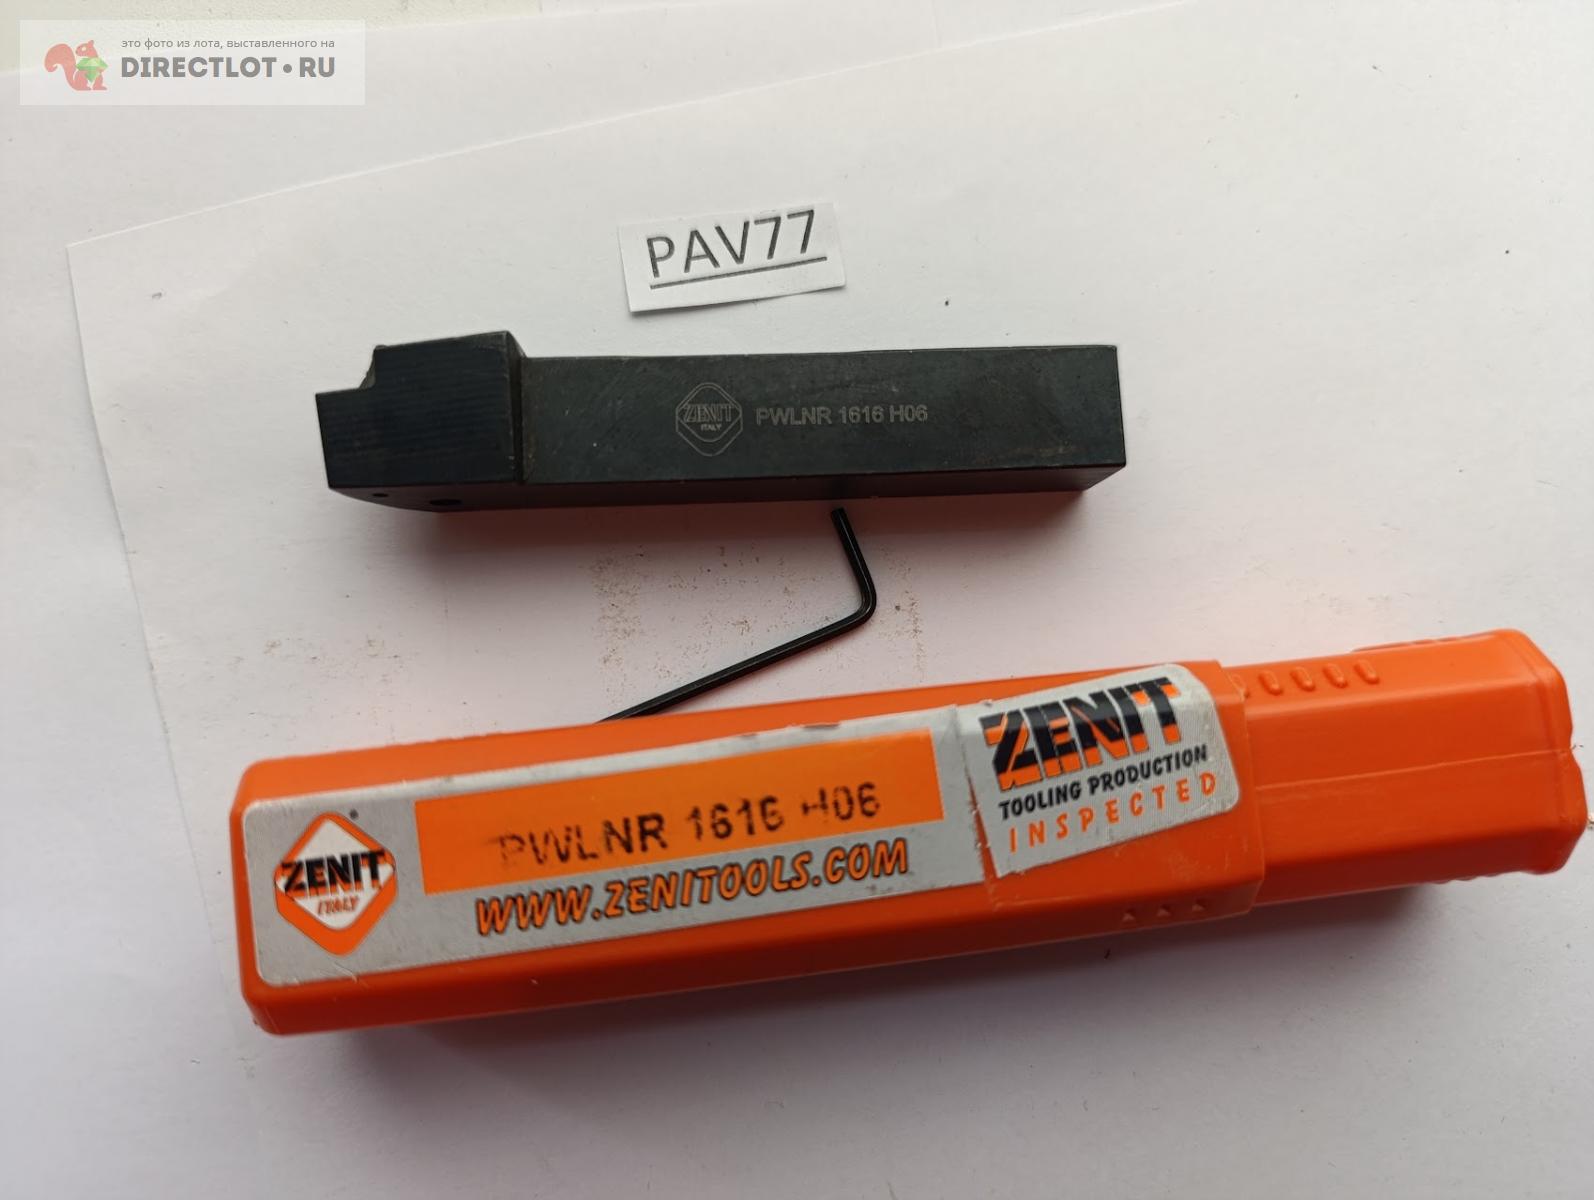 это фото из лота, выставленного на
DIRECTLOT•RU
PAV77
ZENIT
ITALY
PWLNR 1616 H06
ZENIT
ITALY
PWLNR 1616 H06
WWW.ZENITOOLS.COM
ZENIT
TOOLING PRODUCTION
INSPECTED